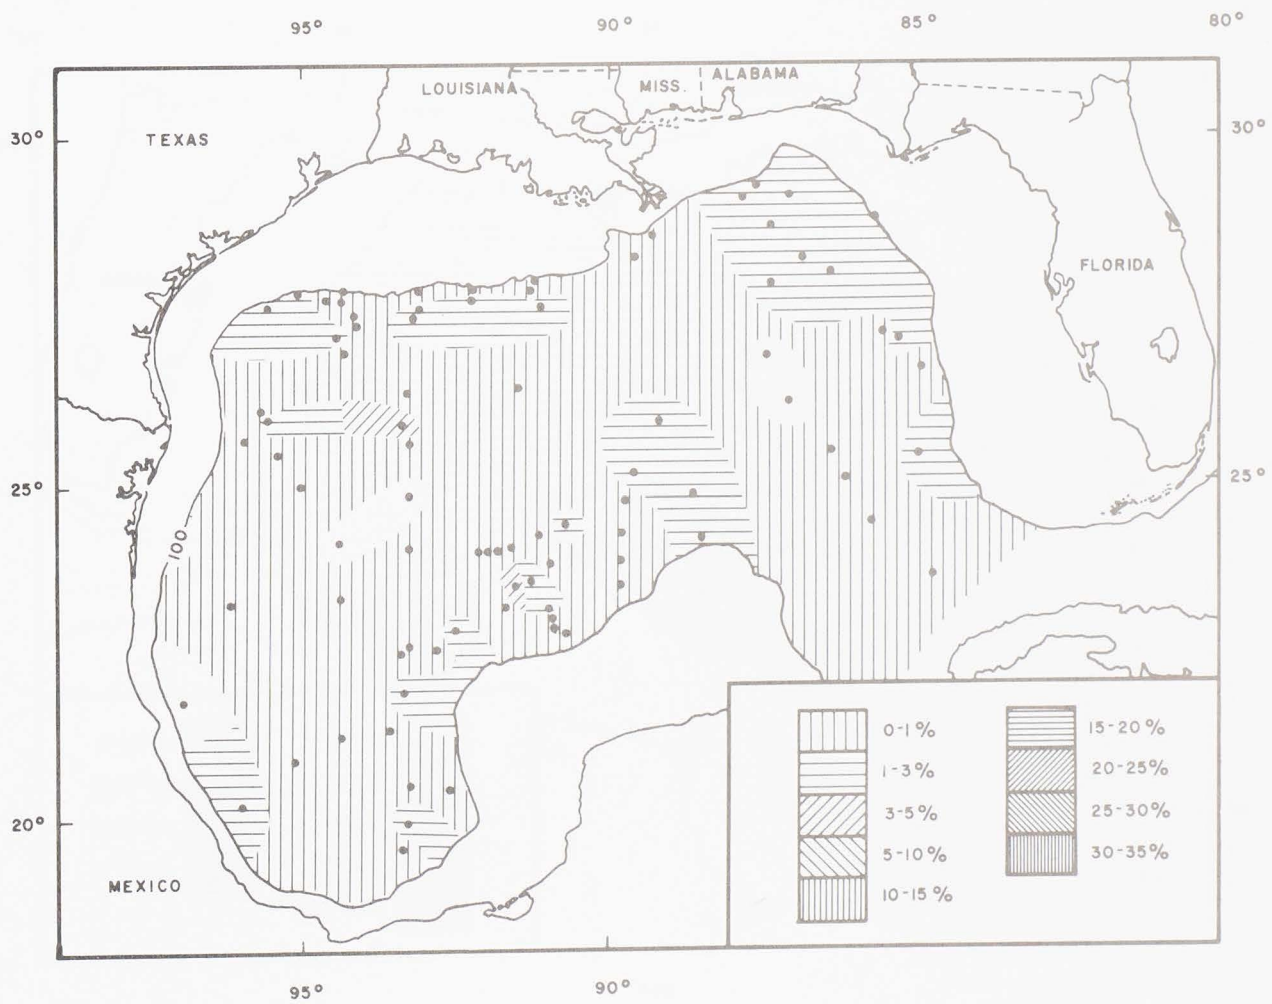 95° 90° 85° 80°
LOUISIANA MISS. ALABAMA
TEXAS
30° 30°
FLORIDA
25° 25°
100
0-1% 15-20%
1-3% 20-25%
3-5% 25-30%
5-10% 30-35%
10-15%
20°
MEXICO
95° 90°